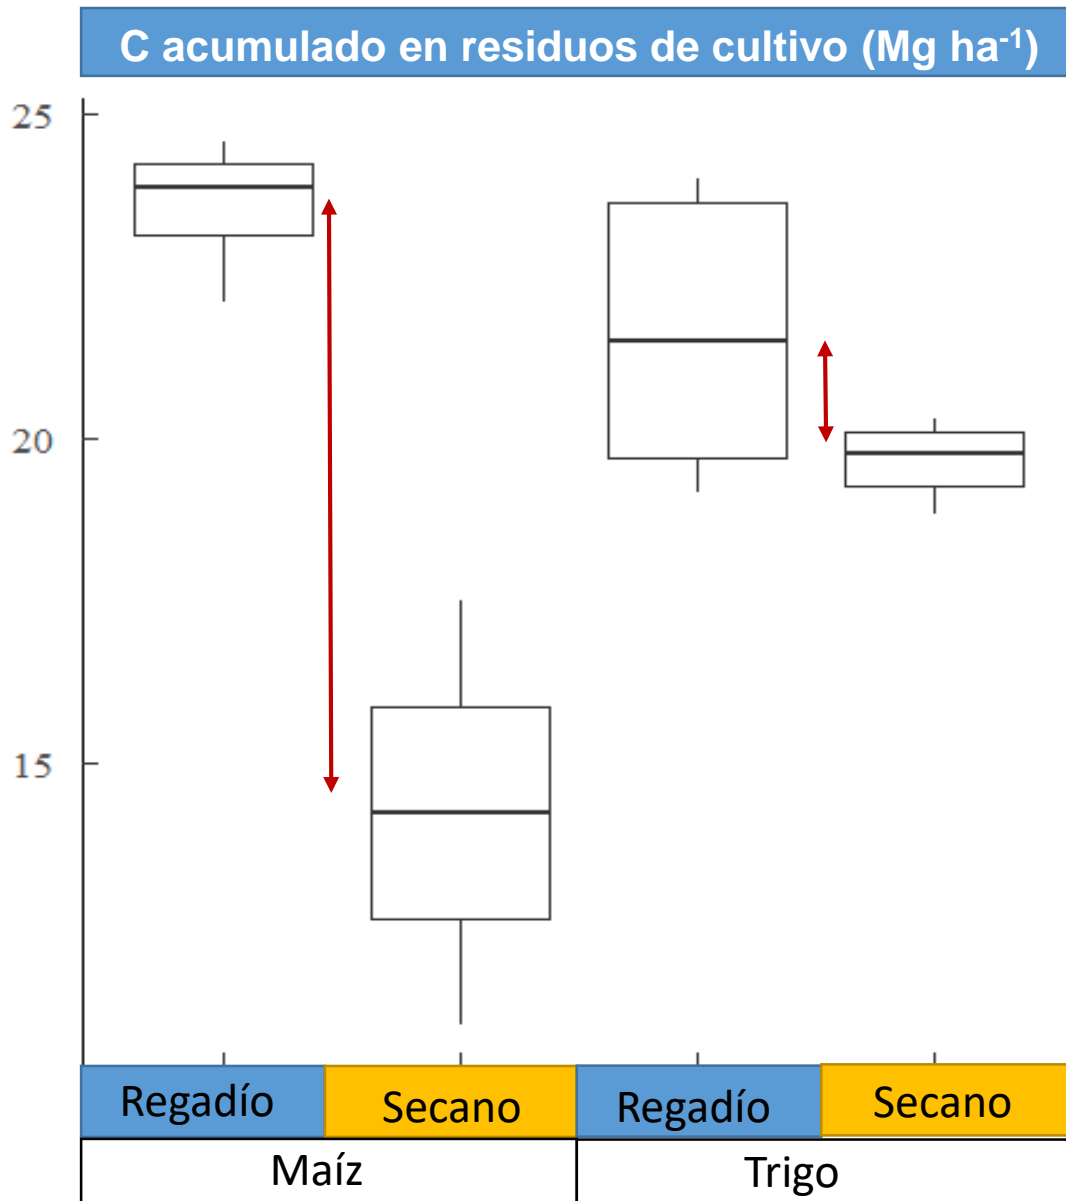 C acumulado en residuos de cultivo (Mg ha⁻¹)
25
20
15
Regadío Secano Regadío Secano
Maíz Trigo